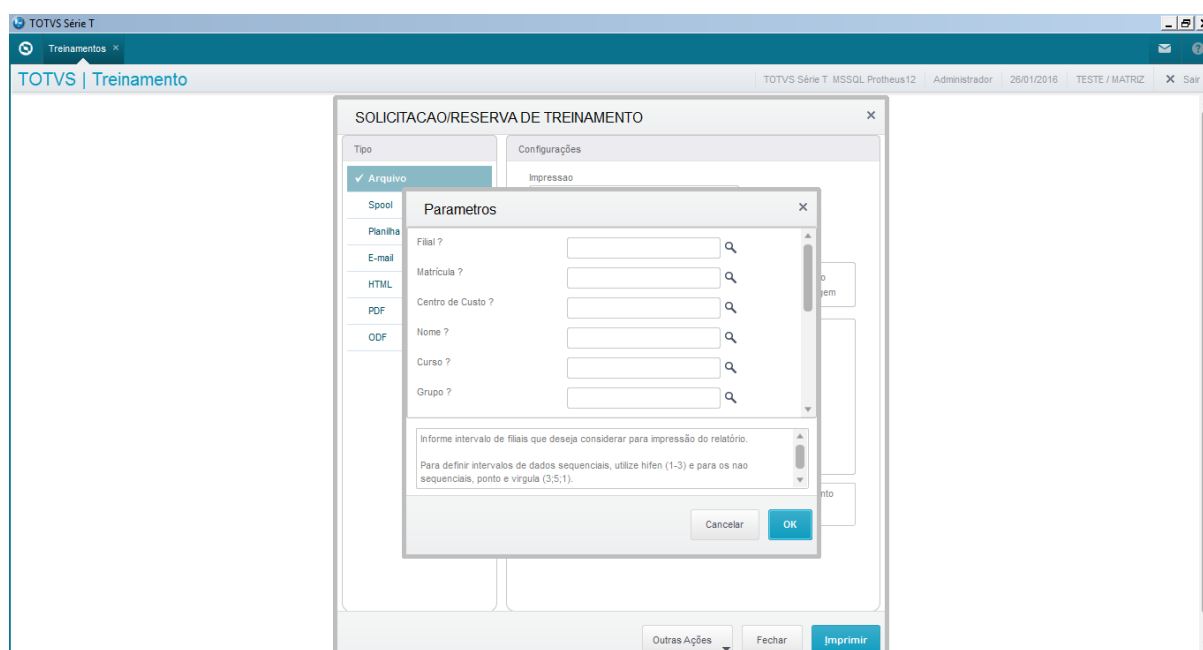 TOTVS Série T
Treinamentos ×
TOTVS | Treinamento
TOTVS Série T MSSQL Protheus12 Administrador 26/01/2016 TESTE / MATRIZ Sair
SOLICITACAO/RESERVA DE TREINAMENTO
Tipo
Configurações
Arquivo
Impressao
Spool
Planilha
E-mail
HTML
PDF
ODF
Parametros
Filial ?
Matrícula ?
Centro de Custo ?
Nome ?
Curso ?
Grupo ?
Informe intervalo de filiais que deseja considerar para impressão do relatório.
Para definir intervalos de dados sequenciais, utilize hifen (1-3) e para os nao
sequenciais, ponto e virgula (3;5;1).
Cancelar
OK
Outras Ações
Fechar
Imprimir